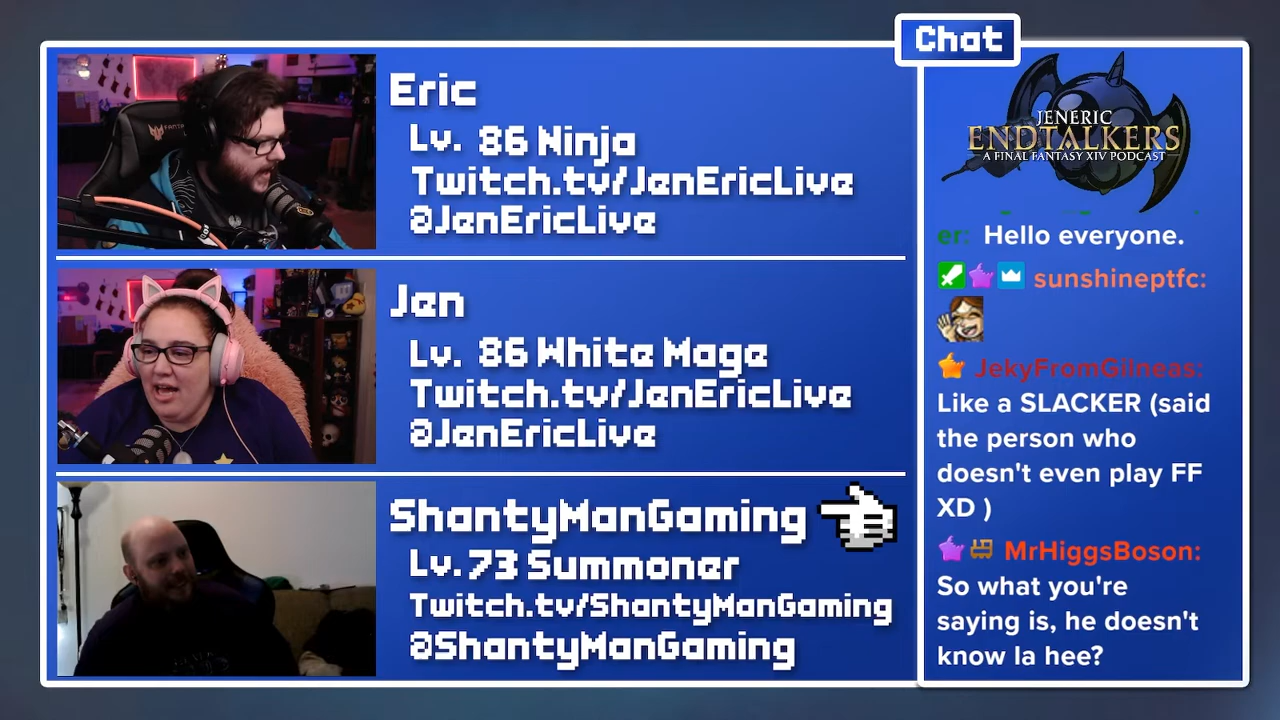 Chat
Eric
Lv. 86 Ninja
Twitch.tv/JenEricLive
@JenEricLive
Jen
Lv. 86 White Mage
Twitch.tv/JenEricLive
@JenEricLive
ShantyManGaming
Lv. 73 Summoner
Twitch.tv/ShantyManGaming
@ShantyManGaming
JENERIC
ENDTALKERS
A FINAL FANTASY XIV PODCAST
er: Hello everyone.
sunshineptfc:
JekyFromGilneas:
Like a SLACKER (said
the person who
doesn't even play FF
XD )
MrHiggsBoson:
So what you're
saying is, he doesn't
know la hee?